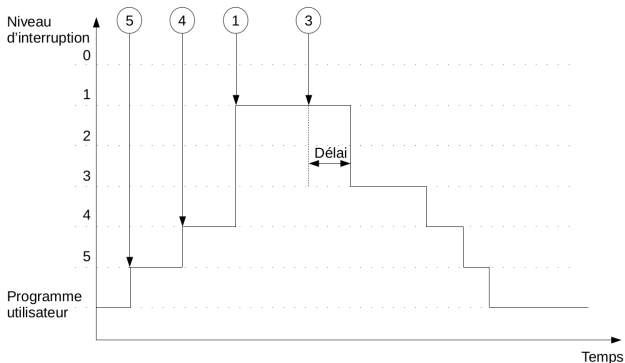 Niveau
d'interruption
5
4
1
3
0
1
2
Délai
3
4
5
Programme
utilisateur
Temps